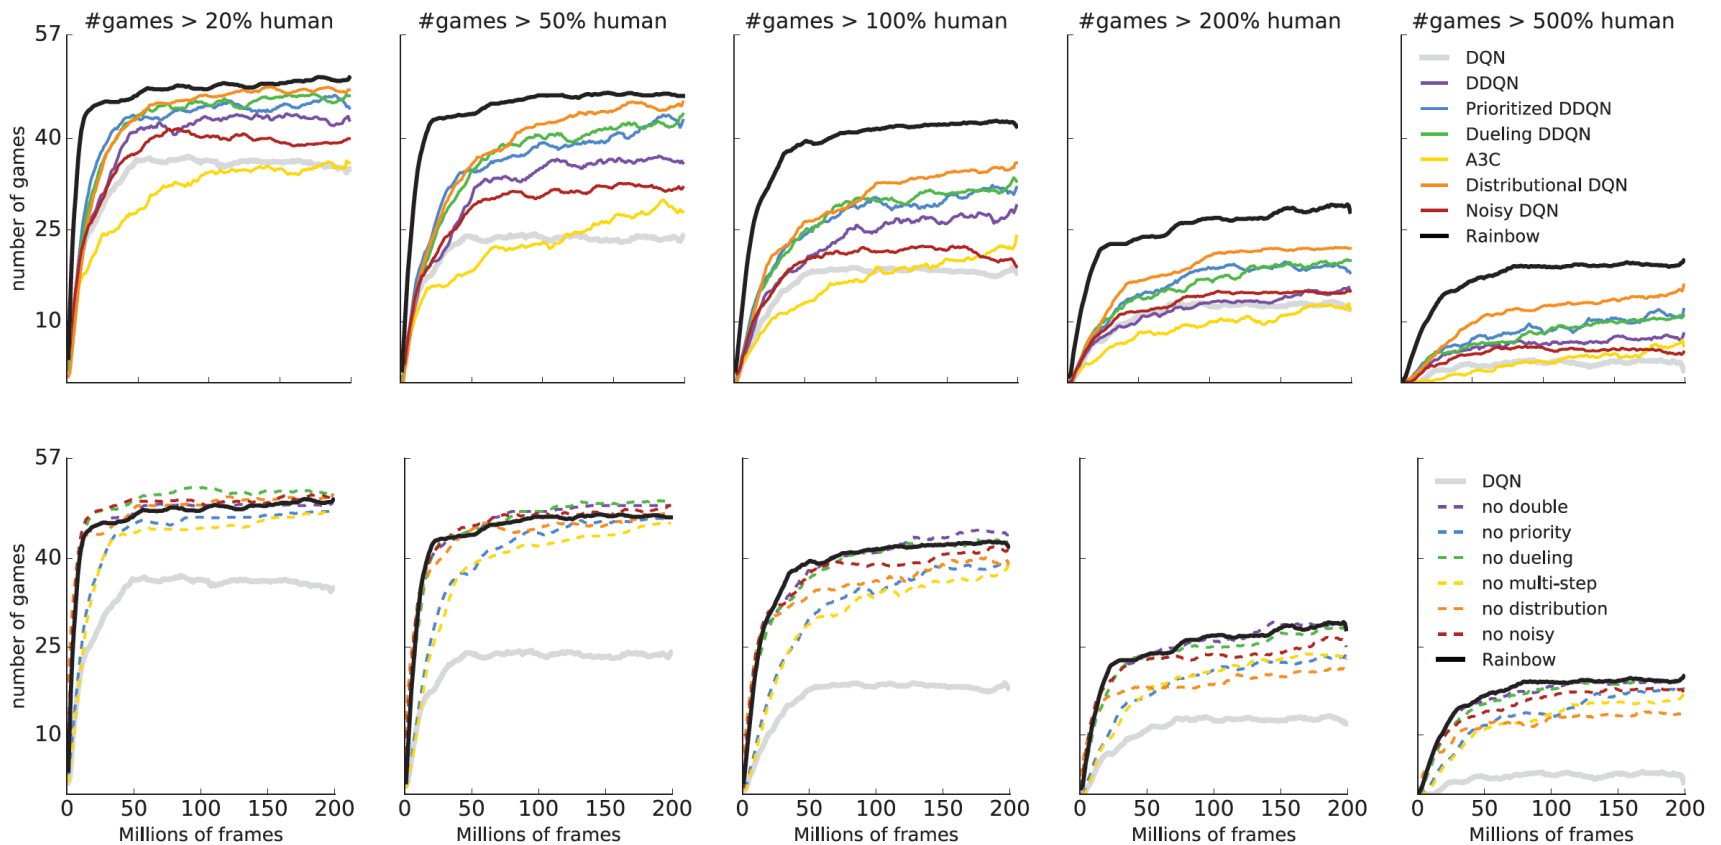 #games > 20% human
#games > 50% human
#games > 100% human
#games > 200% human
#games > 500% human
number of games
57
40
25
10
DQN
DDQN
Prioritized DDQN
Dueling DDQN
A3C
Distributional DQN
Noisy DQN
Rainbow
number of games
57
40
25
10
DQN
no double
no priority
no dueling
no multi-step
no distribution
no noisy
Rainbow
0 50 100 150 200
0 50 100 150 200
0 50 100 150 200
0 50 100 150 200
0 50 100 150 200
Millions of frames
Millions of frames
Millions of frames
Millions of frames
Millions of frames